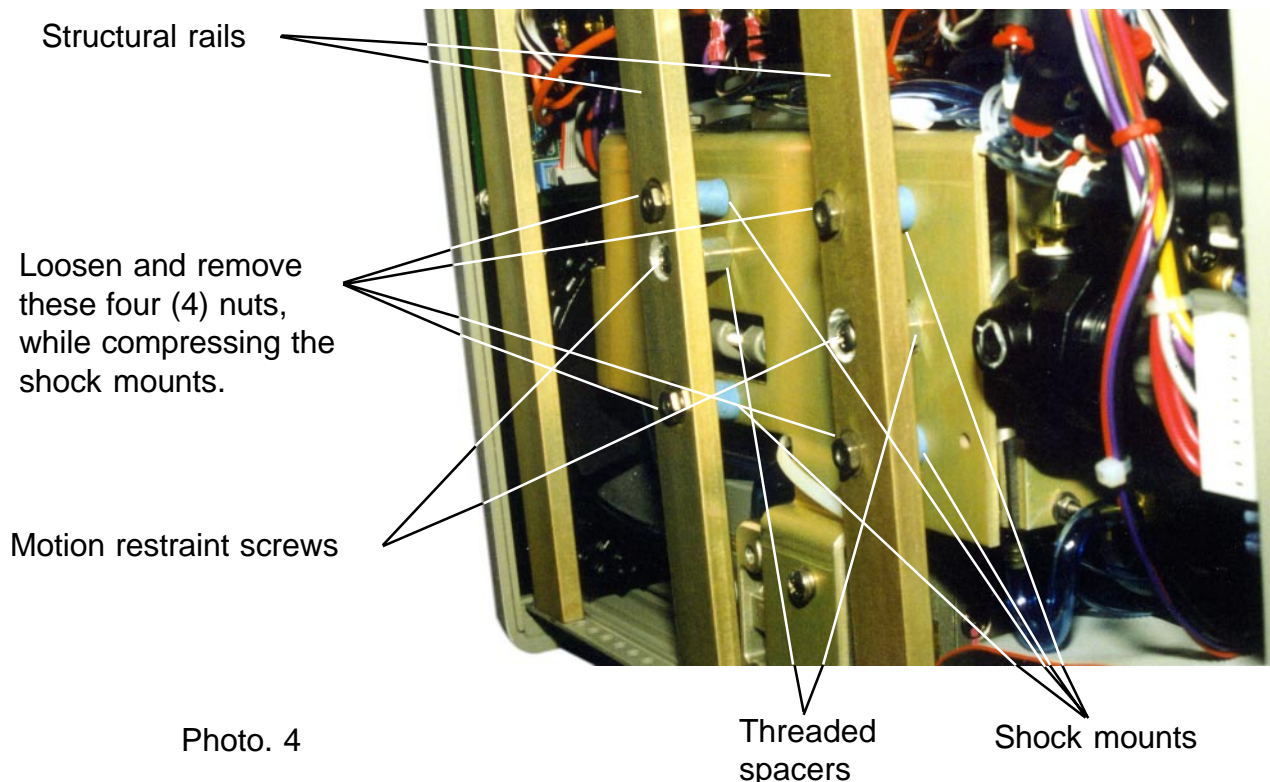 Structural rails
Loosen and remove
these four (4) nuts,
while compressing the
shock mounts.
Motion restraint screws
Photo. 4
Threaded
spacers
Shock mounts